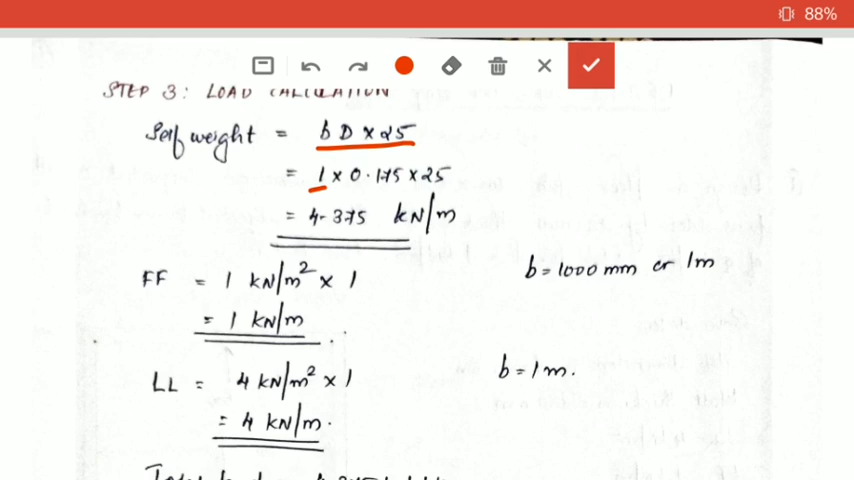 88%
STEP 3: LOAD CALCULATION
Self weight = b D x 25
= 1 x 0.175 x 25
= 4.375 kN/m
FF = 1 kN/m² x 1
b = 1000 mm or 1m
= 1 kN/m
LL = 4 kN/m² x 1
b = 1m.
= 4 kN/m.